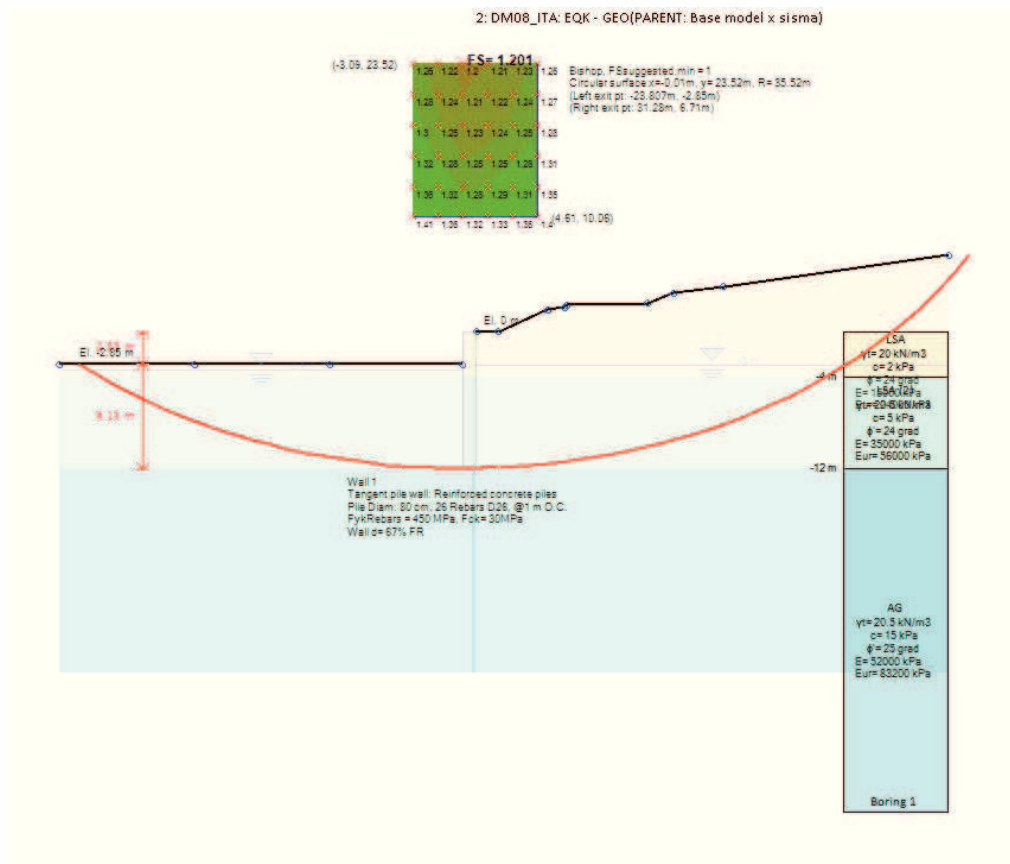 2: DM08_ITA: EQK - GEO(PARENT: Base model x sisma)
FS= 1.201
(-3.09, 23.52)
1.26 1.22 1.2 1.21 1.23 1.26
Bishop, FSsuggested.min = 1
Circular surface x=-0.01m, y= 23.52m, R= 35.52m
(Left exit pt: -23.807m, -2.85m)
(Right exit pt: 31.28m, 6.71m)
1.28 1.24 1.21 1.22 1.24 1.27
1.3 1.25 1.23 1.24 1.25 1.28
1.32 1.28 1.25 1.25 1.28 1.31
1.36 1.32 1.28 1.29 1.31 1.35
1.41 1.36 1.32 1.33 1.36 1.4
(4.61, 10.06)
El. 0 m
El. -2.85 m
9.13 m
LSA
γt= 20 kN/m3
c= 2 kPa
ϕ'= 24 grad
-4 m
c= 5 kPa
ϕ'= 24 grad
E= 35000 kPa
Eur= 56000 kPa
-12 m
Wall 1
Tangent pile wall: Reinforced concrete piles
Pile Diam: 80 cm, 26 Rebars D26, @1 m O.C.
FykRebars = 450 MPa, Fck= 30MPa
Wall d= 67% FR
AG
γt= 20.5 kN/m3
c= 15 kPa
ϕ'= 25 grad
E= 52000 kPa
Eur= 83200 kPa
Boring 1